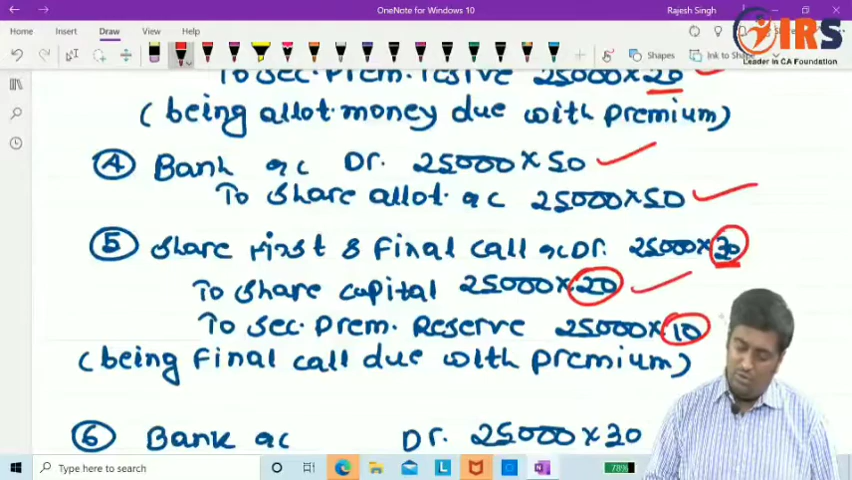 OneNote for Windows 10
Rajesh Singh
Home Insert Draw View Help
Shapes
Ink to Shape
IRS
Leader in CA Foundation
To Sec. Prem. reserve 25000×20
(being allot. money due with premium)
④ Bank ac Dr. 25000×50
To Share allot. ac 25000×50
⑤ Share First & Final call ac Dr. 25000×30
To Share capital 25000×20
To Sec. Prem. Reserve 25000×10
(being Final call due with premium)
⑥ Bank ac Dr. 25000×30
Type here to search
78%